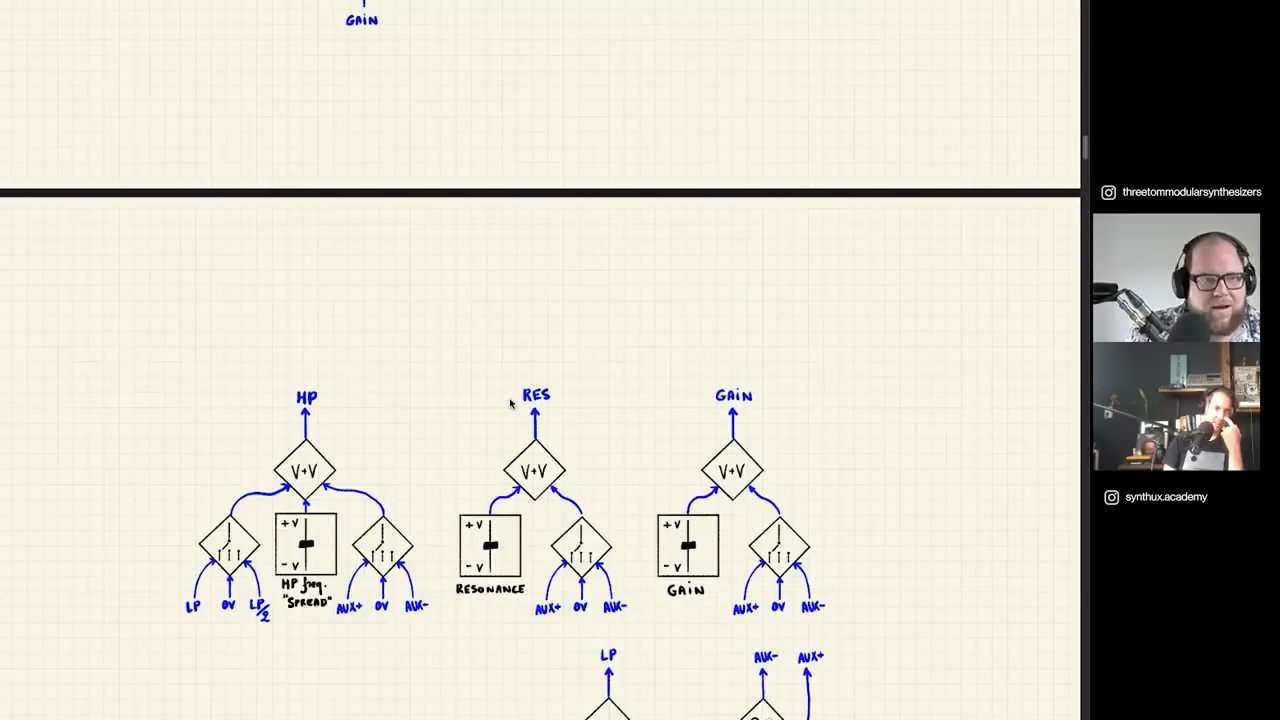 GAIN
threetommodularsynthesizers
HP
RES
GAIN
V+V
V+V
V+V
synthux.academy
+V
-V
+V
-V
+V
-V
HP freq.
"SPREAD"
RESONANCE
GAIN
LP
0V
LP/2
AUX+
0V
AUX-
AUX+
0V
AUX-
AUX+
0V
AUX-
LP
AUX-
AUX+